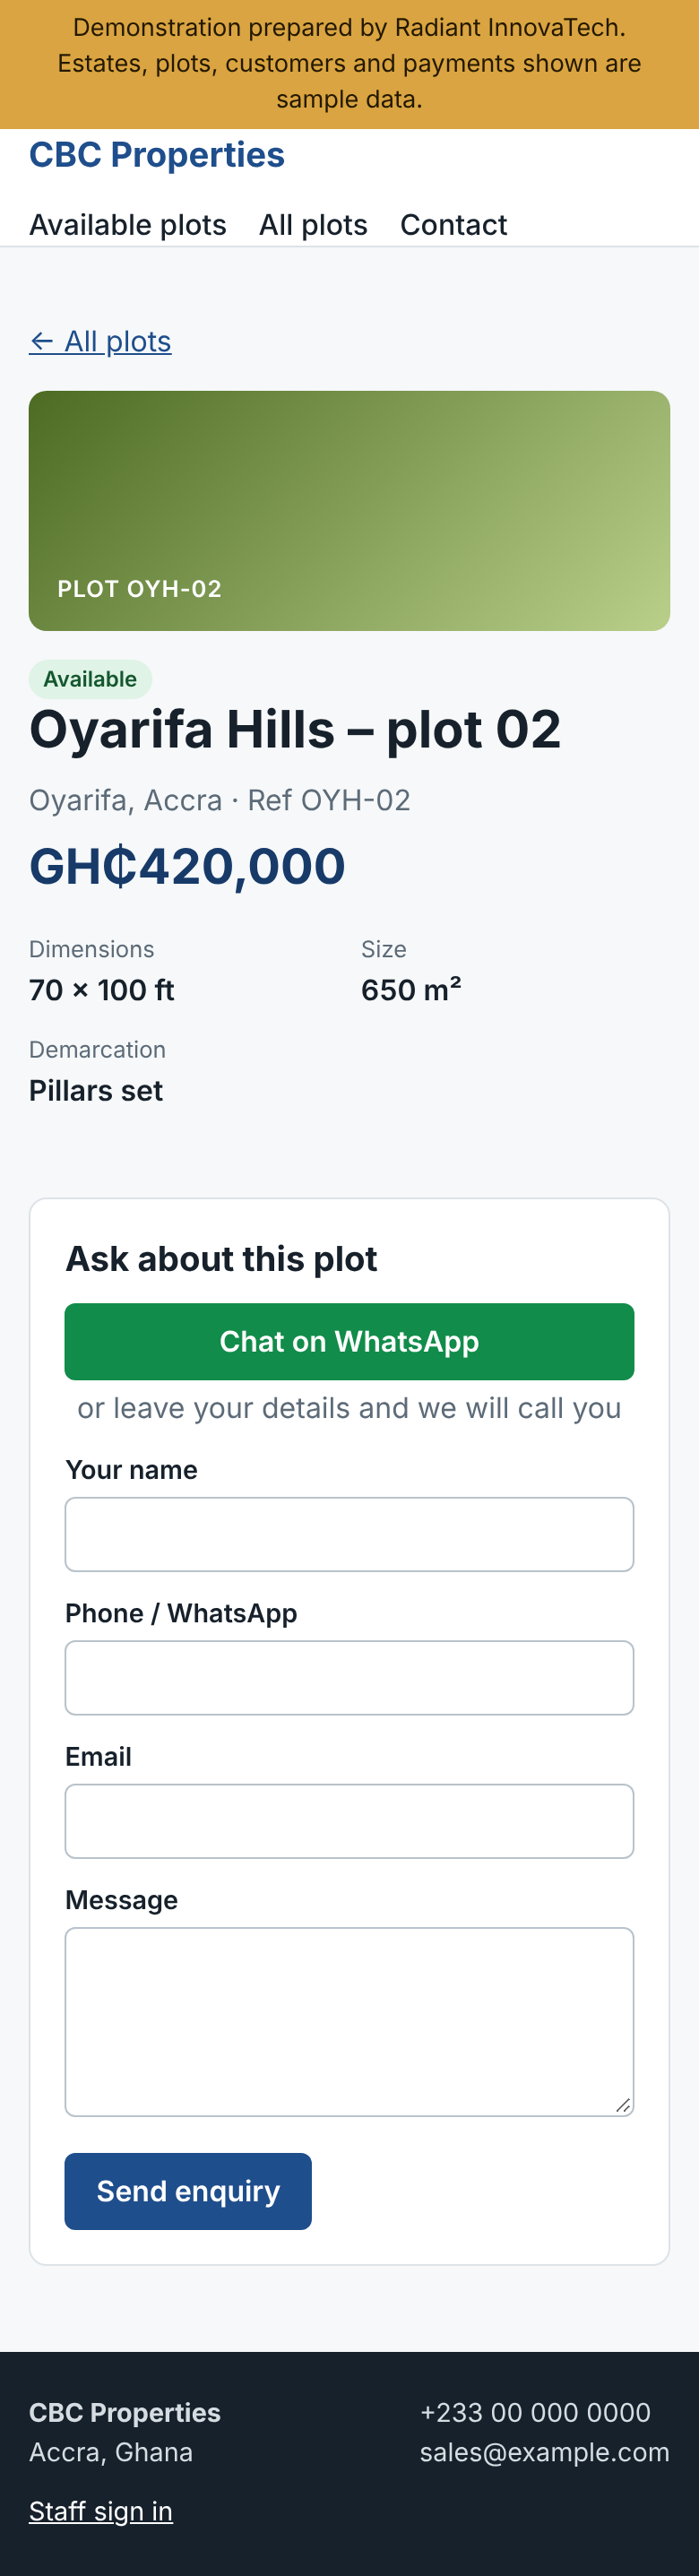 Demonstration prepared by Radiant InnovaTech.
Estates, plots, customers and payments shown are
sample data.
CBC Properties
Available plots All plots Contact
← All plots
PLOT OYH-02
Available
Oyarifa Hills – plot 02
Oyarifa, Accra · Ref OYH-02
GH₵420,000
Dimensions Size
70 × 100 ft 650 m²
Demarcation
Pillars set
Ask about this plot
Chat on WhatsApp
or leave your details and we will call you
Your name
Phone / WhatsApp
Email
Message
Send enquiry
CBC Properties +233 00 000 0000
Accra, Ghana sales@example.com
Staff sign in